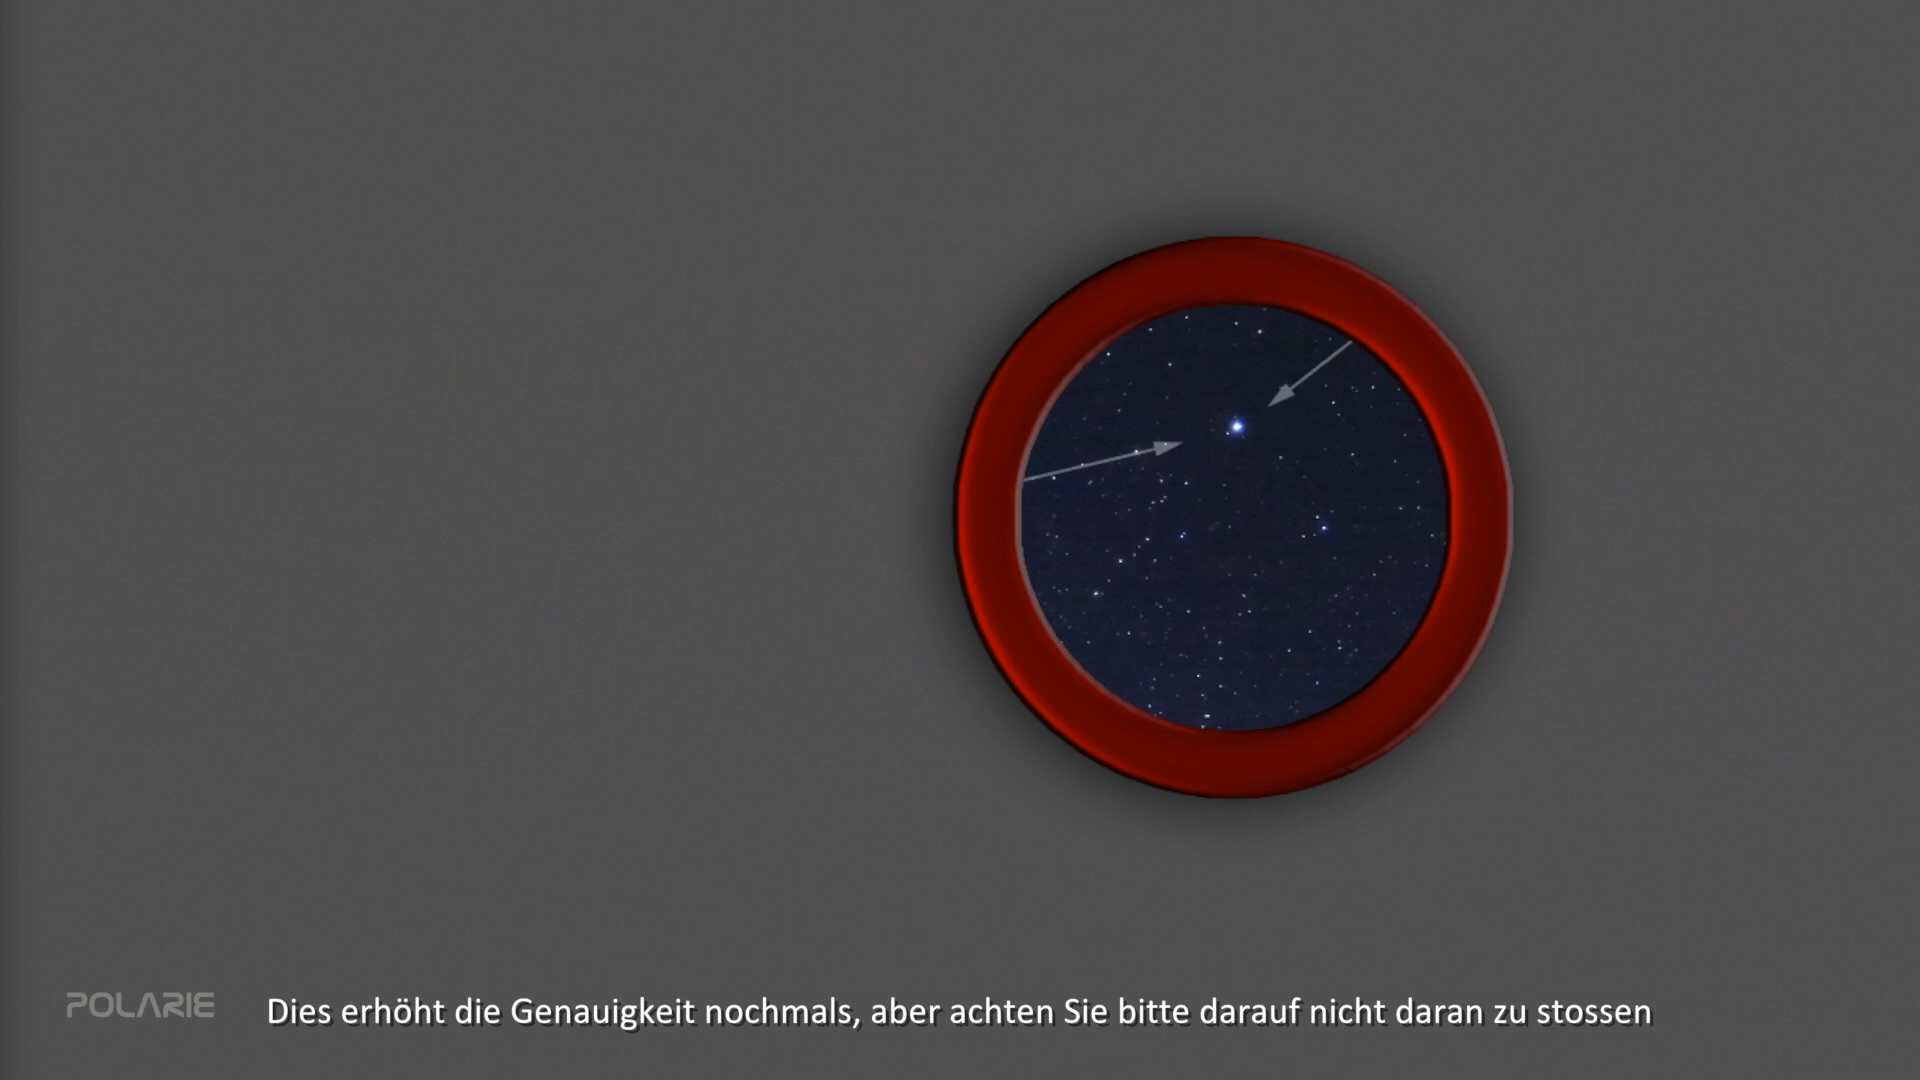 POLARIE
Dies erhöht die Genauigkeit nochmals, aber achten Sie bitte darauf nicht daran zu stossen